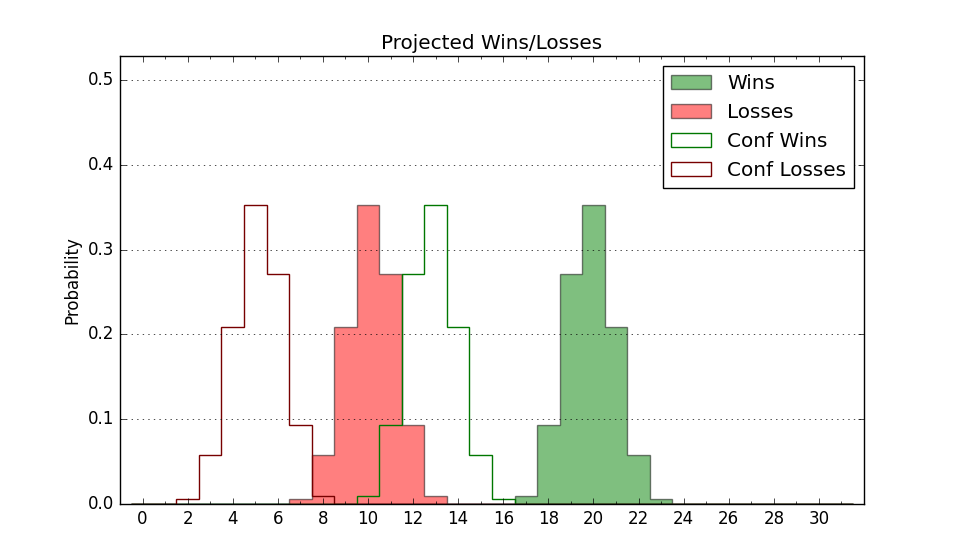 Projected Wins/Losses
Probability
0.5
0.4
0.3
0.2
0.1
0.0
0 2 4 6 8 10 12 14 16 18 20 22 24 26 28 30
Wins
Losses
Conf Wins
Conf Losses